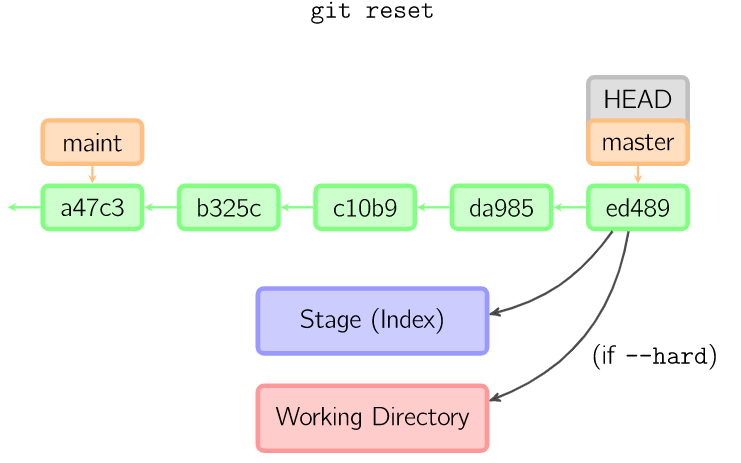 git reset
HEAD
maint
master
a47c3
b325c
c10b9
da985
ed489
Stage (Index)
(if --hard)
Working Directory